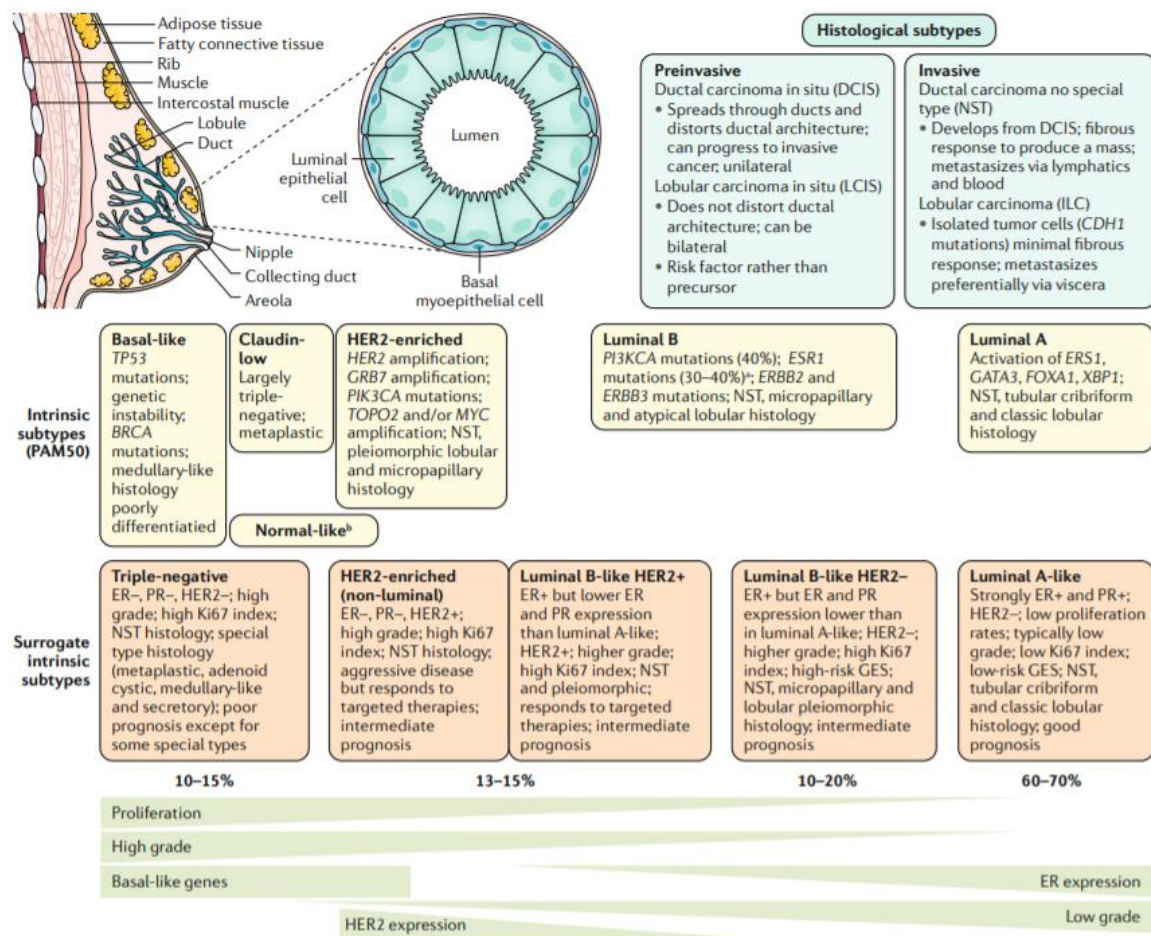 Adipose tissue
Fatty connective tissue
Rib
Muscle
Intercostal muscle
Lobule
Duct
Nipple
Collecting duct
Areola
Lumen
Luminal
epithelial
cell
Basal
myoepithelial cell
Histological subtypes
Preinvasive
Ductal carcinoma in situ (DCIS)
• Spreads through ducts and
distorts ductal architecture;
can progress to invasive
cancer; unilateral
Lobular carcinoma in situ (LCIS)
• Does not distort ductal
architecture; can be
bilateral
• Risk factor rather than
precursor
Invasive
Ductal carcinoma no special
type (NST)
• Develops from DCIS; fibrous
response to produce a mass;
metastasizes via lymphatics
and blood
Lobular carcinoma (ILC)
• Isolated tumor cells (CDH1
mutations) minimal fibrous
response; metastasizes
preferentially via viscera
Intrinsic
subtypes
(PAM50)
Basal-like
TP53
mutations;
genetic
instability;
BRCA
mutations;
medullary-like
histology
poorly
differentiatied
Claudin-
low
Largely
triple-
negative;
metaplastic
HER2-enriched
HER2 amplification;
GRB7 amplification;
PIK3CA mutations;
TOPO2 and/or MYC
amplification; NST,
pleiomorphic lobular
and micropapillary
histology
Normal-likeᵇ
Luminal B
PI3KCA mutations (40%); ESR1
mutations (30–40%)ᵃ; ERBB2 and
ERBB3 mutations; NST, micropapillary
and atypical lobular histology
Luminal A
Activation of ERS1,
GATA3, FOXA1, XBP1;
NST, tubular cribriform
and classic lobular
histology
Surrogate
intrinsic
subtypes
Triple-negative
ER–, PR–, HER2–; high
grade; high Ki67 index;
NST histology; special
type histology
(metaplastic, adenoid
cystic, medullary-like
and secretory); poor
prognosis except for
some special types
HER2-enriched
(non-luminal)
ER–, PR–, HER2+;
high grade; high Ki67
index; NST histology;
aggressive disease
but responds to
targeted therapies;
intermediate
prognosis
Luminal B-like HER2+
ER+ but lower ER
and PR expression
than luminal A-like;
HER2+; higher grade;
high Ki67 index; NST
and pleiomorphic;
responds to targeted
therapies; intermediate
prognosis
Luminal B-like HER2–
ER+ but ER and PR
expression lower than
in luminal A-like; HER2–;
higher grade; high Ki67
index; high-risk GES;
NST, micropapillary and
lobular pleiomorphic
histology; intermediate
prognosis
Luminal A-like
Strongly ER+ and PR+;
HER2–; low proliferation
rates; typically low
grade; low Ki67 index;
low-risk GES; NST,
tubular cribriform
and classic lobular
histology; good
prognosis
10–15%
13–15%
10–20%
60–70%
Proliferation
High grade
Basal-like genes
ER expression
Low grade
HER2 expression